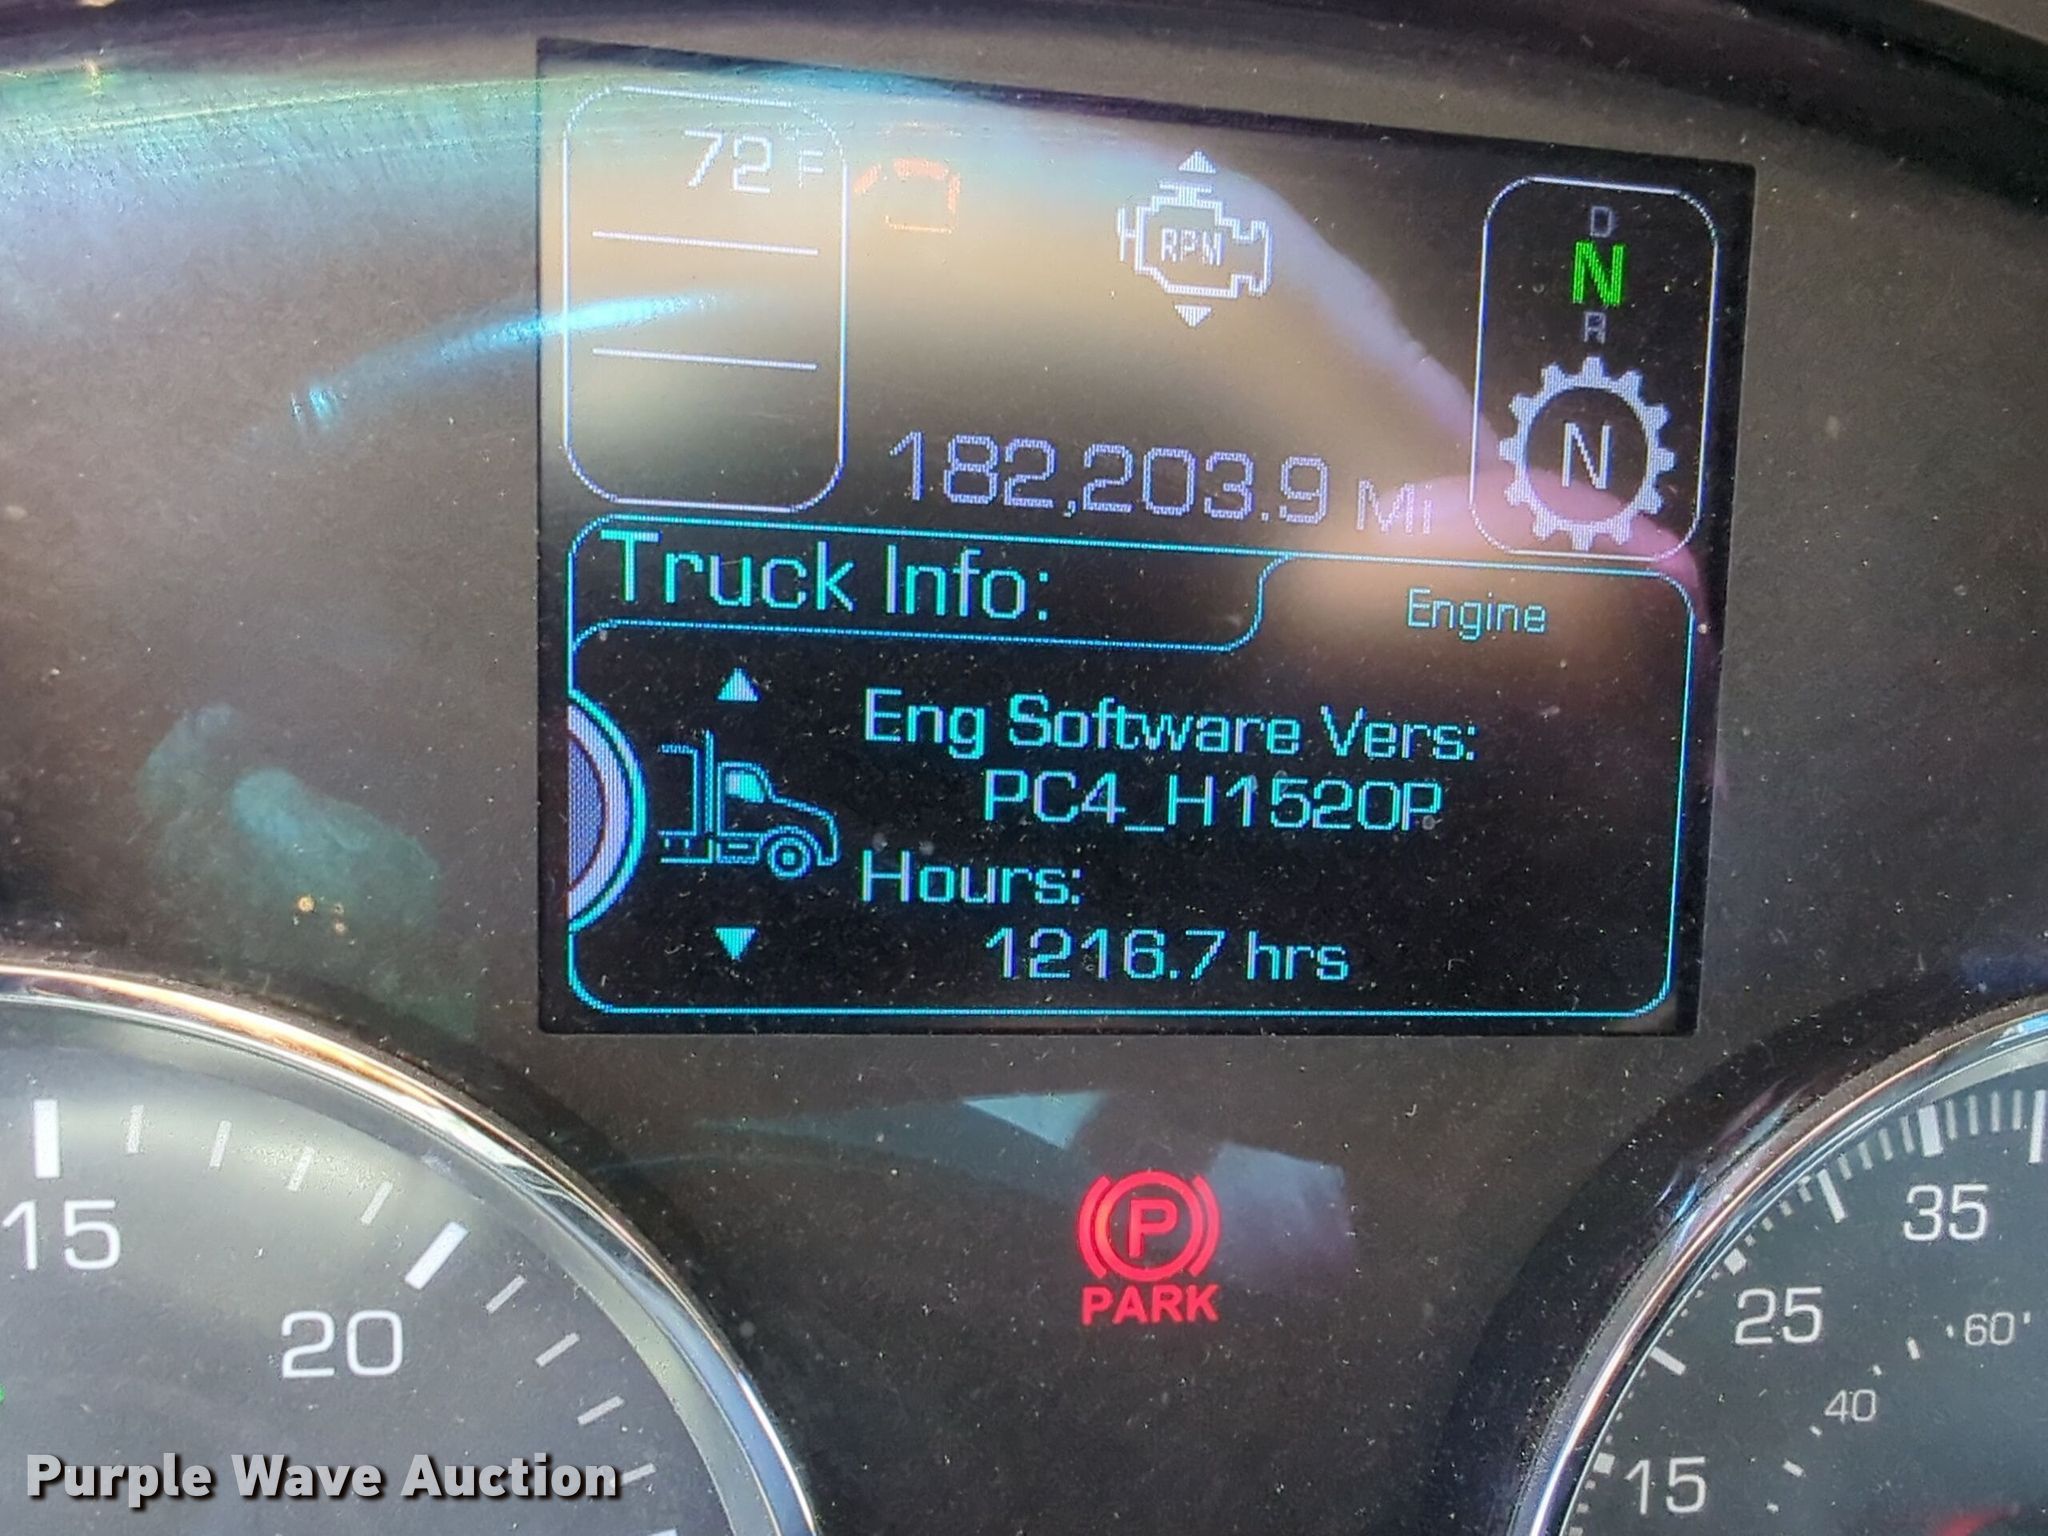 72 F
RPM
D
N
R
N
182,203.9 Mi
Truck Info:
Engine
Eng Software Vers:
PC4_H1520P
Hours:
1216.7 hrs
P
PARK
15
20
35
25
60
40
15
Purple Wave Auction